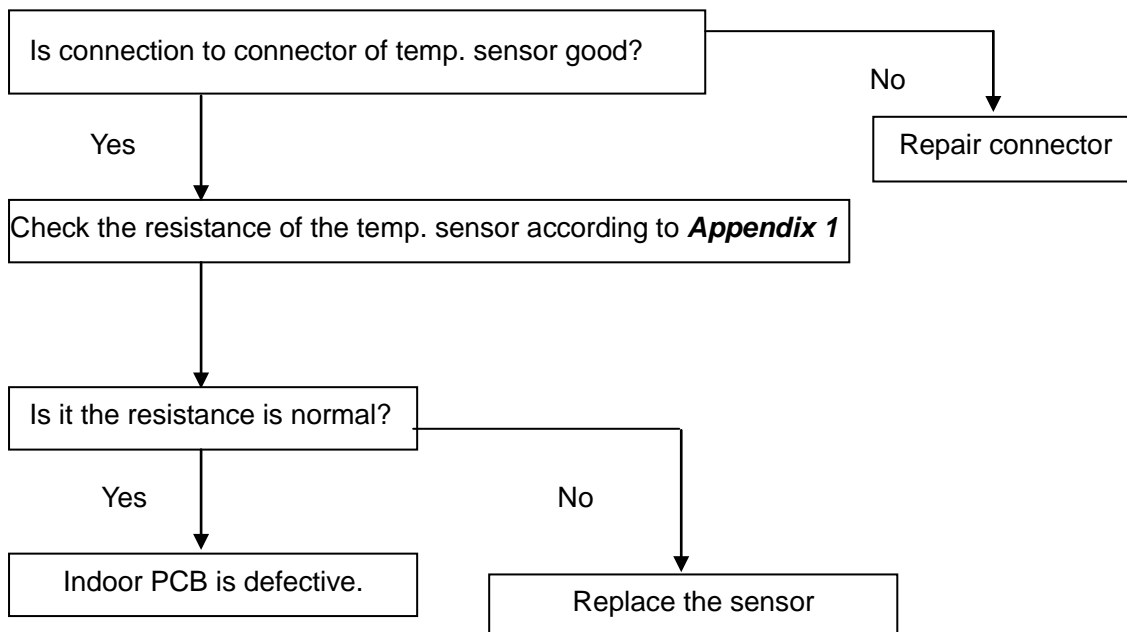 Is connection to connector of temp. sensor good?
No
Yes
Repair connector
Check the resistance of the temp. sensor according to Appendix 1
Is it the resistance is normal?
Yes
No
Indoor PCB is defective.
Replace the sensor